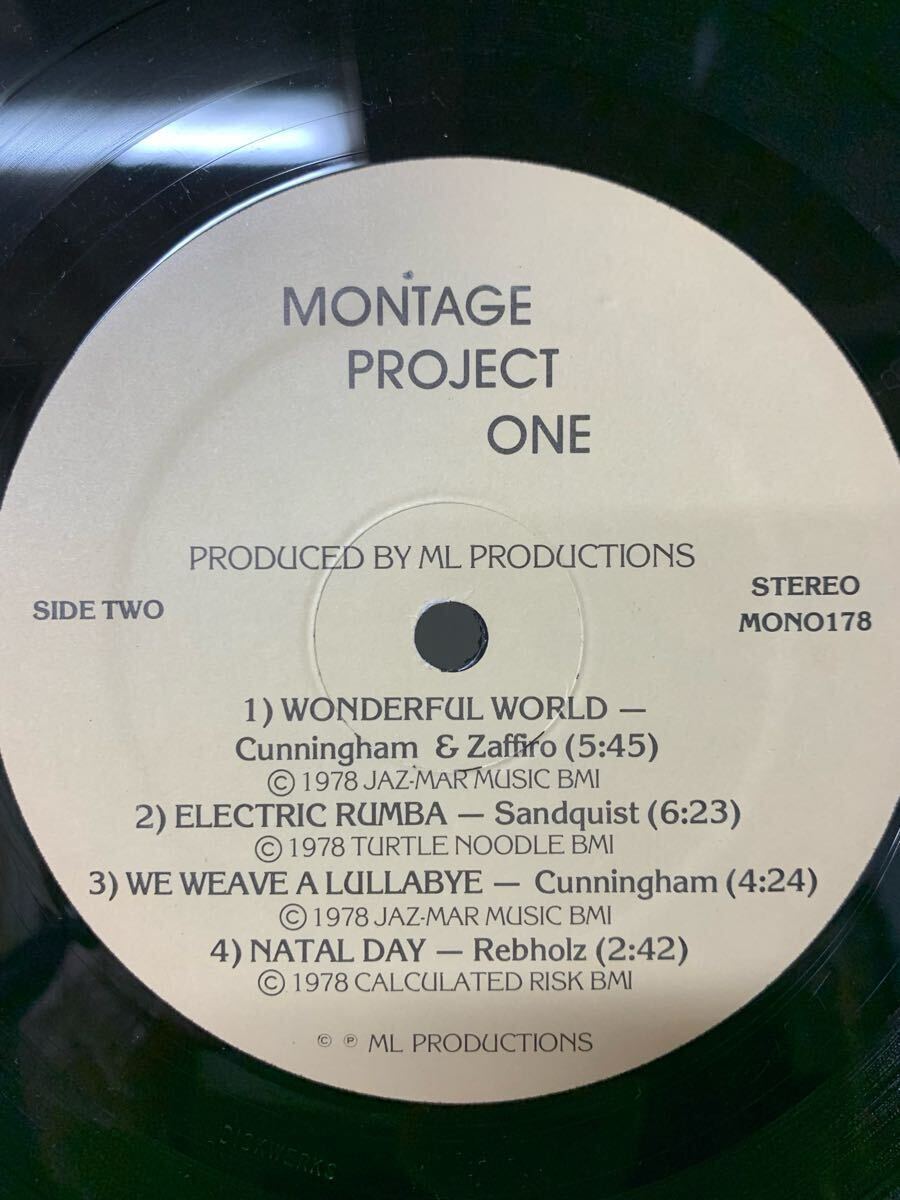 MONTAGE
PROJECT
ONE
PRODUCED BY ML PRODUCTIONS
SIDE TWO
STEREO
MONO178
1) WONDERFUL WORLD —
Cunningham & Zaffiro (5:45)
© 1978 JAZ-MAR MUSIC BMI
2) ELECTRIC RUMBA — Sandquist (6:23)
© 1978 TURTLE NOODLE BMI
3) WE WEAVE A LULLABYE — Cunningham (4:24)
© 1978 JAZ-MAR MUSIC BMI
4) NATAL DAY — Rebholz (2:42)
© 1978 CALCULATED RISK BMI
© ℗ ML PRODUCTIONS